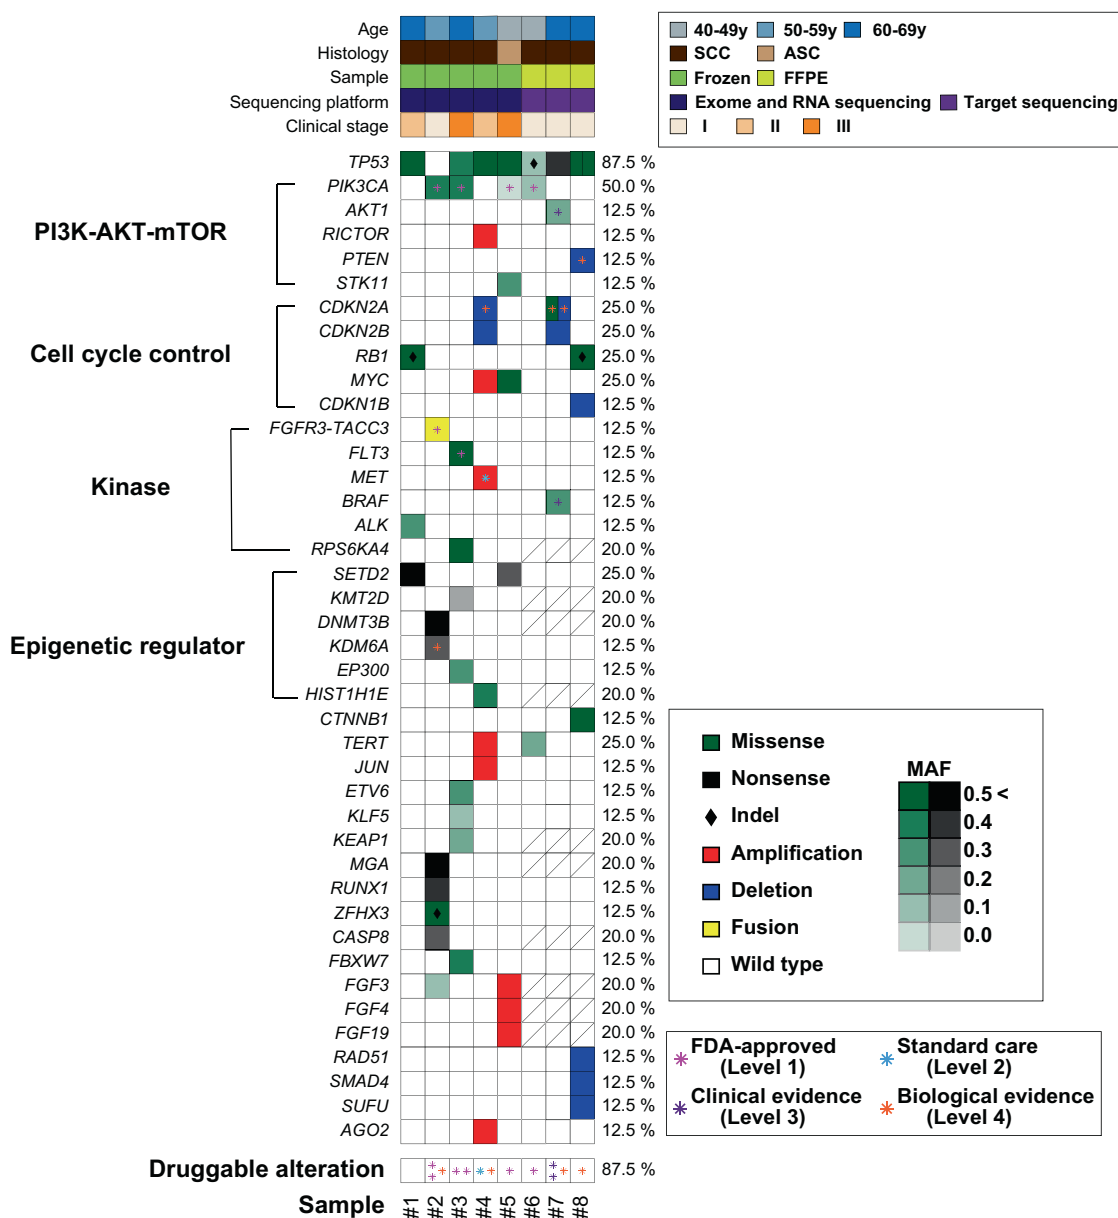 Age
Histology
Sample
Sequencing platform
Clinical stage
40-49y 50-59y 60-69y
SCC ASC
Frozen FFPE
Exome and RNA sequencing Target sequencing
I II III
TP53 87.5 %
PIK3CA 50.0 %
AKT1 12.5 %
PI3K-AKT-mTOR
RICTOR 12.5 %
PTEN 12.5 %
STK11 12.5 %
CDKN2A 25.0 %
CDKN2B 25.0 %
Cell cycle control
RB1 25.0 %
MYC 25.0 %
CDKN1B 12.5 %
FGFR3-TACC3 12.5 %
FLT3 12.5 %
MET 12.5 %
Kinase
BRAF 12.5 %
ALK 12.5 %
RPS6KA4 20.0 %
SETD2 25.0 %
KMT2D 20.0 %
DNMT3B 20.0 %
Epigenetic regulator
KDM6A 12.5 %
EP300 12.5 %
HIST1H1E 20.0 %
CTNNB1 12.5 %
TERT 25.0 %
JUN 12.5 %
ETV6 12.5 %
KLF5 12.5 %
KEAP1 20.0 %
MGA 20.0 %
RUNX1 12.5 %
ZFHX3 12.5 %
CASP8 20.0 %
FBXW7 12.5 %
FGF3 20.0 %
FGF4 20.0 %
FGF19 20.0 %
RAD51 12.5 %
SMAD4 12.5 %
SUFU 12.5 %
AGO2 12.5 %
Druggable alteration 87.5 %
Sample #1 #2 #3 #4 #5 #6 #7 #8
Missense
Nonsense
Indel
Amplification
Deletion
Fusion
Wild type
MAF
0.5 <
0.4
0.3
0.2
0.1
0.0
FDA-approved
(Level 1)
Standard care
(Level 2)
Clinical evidence
(Level 3)
Biological evidence
(Level 4)